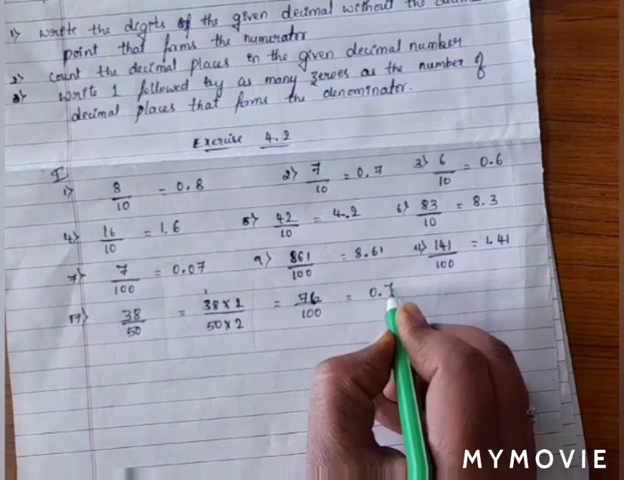 1) write the digits of the given decimal without the
point that forms the numerator
2) count the decimal places in the given decimal number
3) write 1 followed by as many zeroes as the number of
decimal places that forms the denominator.
Exercise 4.2
I
1) 8/10 = 0.8 2) 7/10 = 0.7 3) 6/10 = 0.6
4) 16/10 = 1.6 5) 42/10 = 4.2 6) 83/10 = 8.3
7) 7/100 = 0.07 9) 861/100 = 8.61 141/100 = 1.41
38/50 = 38×2/50×2 = 76/100 = 0.7
MYMOVIE